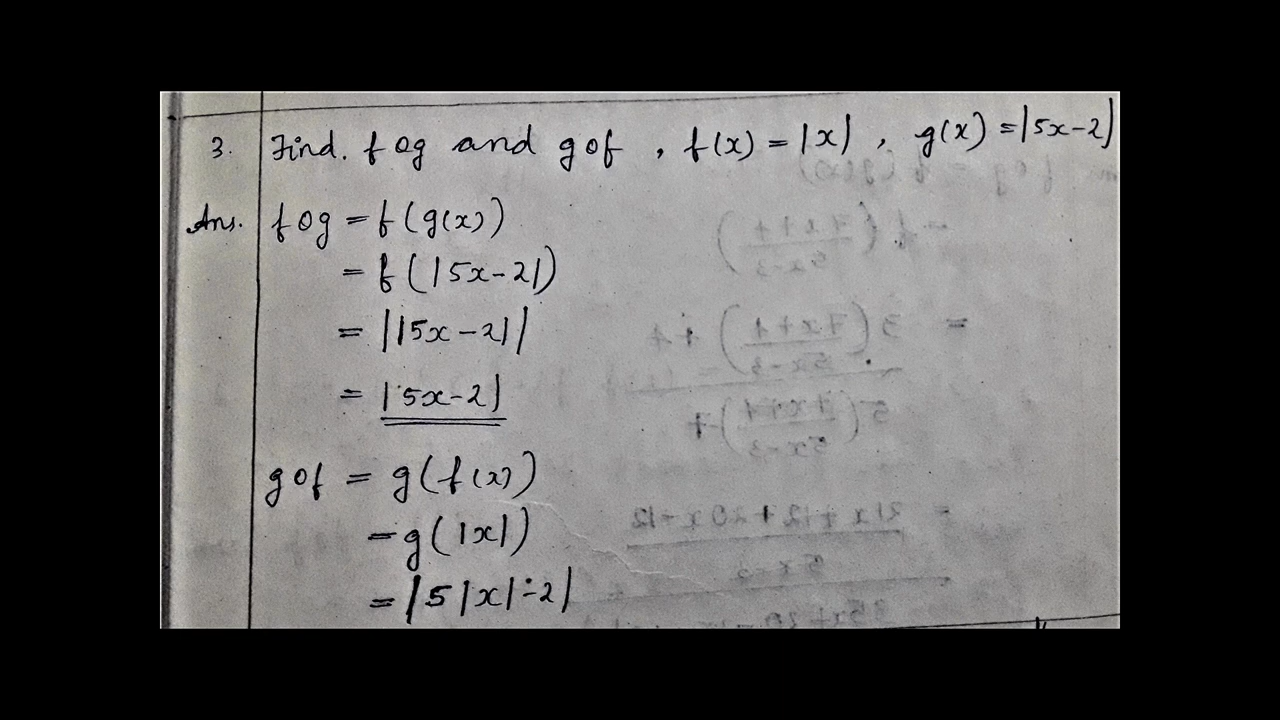 3. Find. fog and gof , f(x) = |x| , g(x) = |5x-2|
Ans. fog = f(g(x))
= f(|5x-2|)
= ||5x-2||
= |5x-2|
gof = g(f(x))
= g(|x|)
= |5|x|-2|